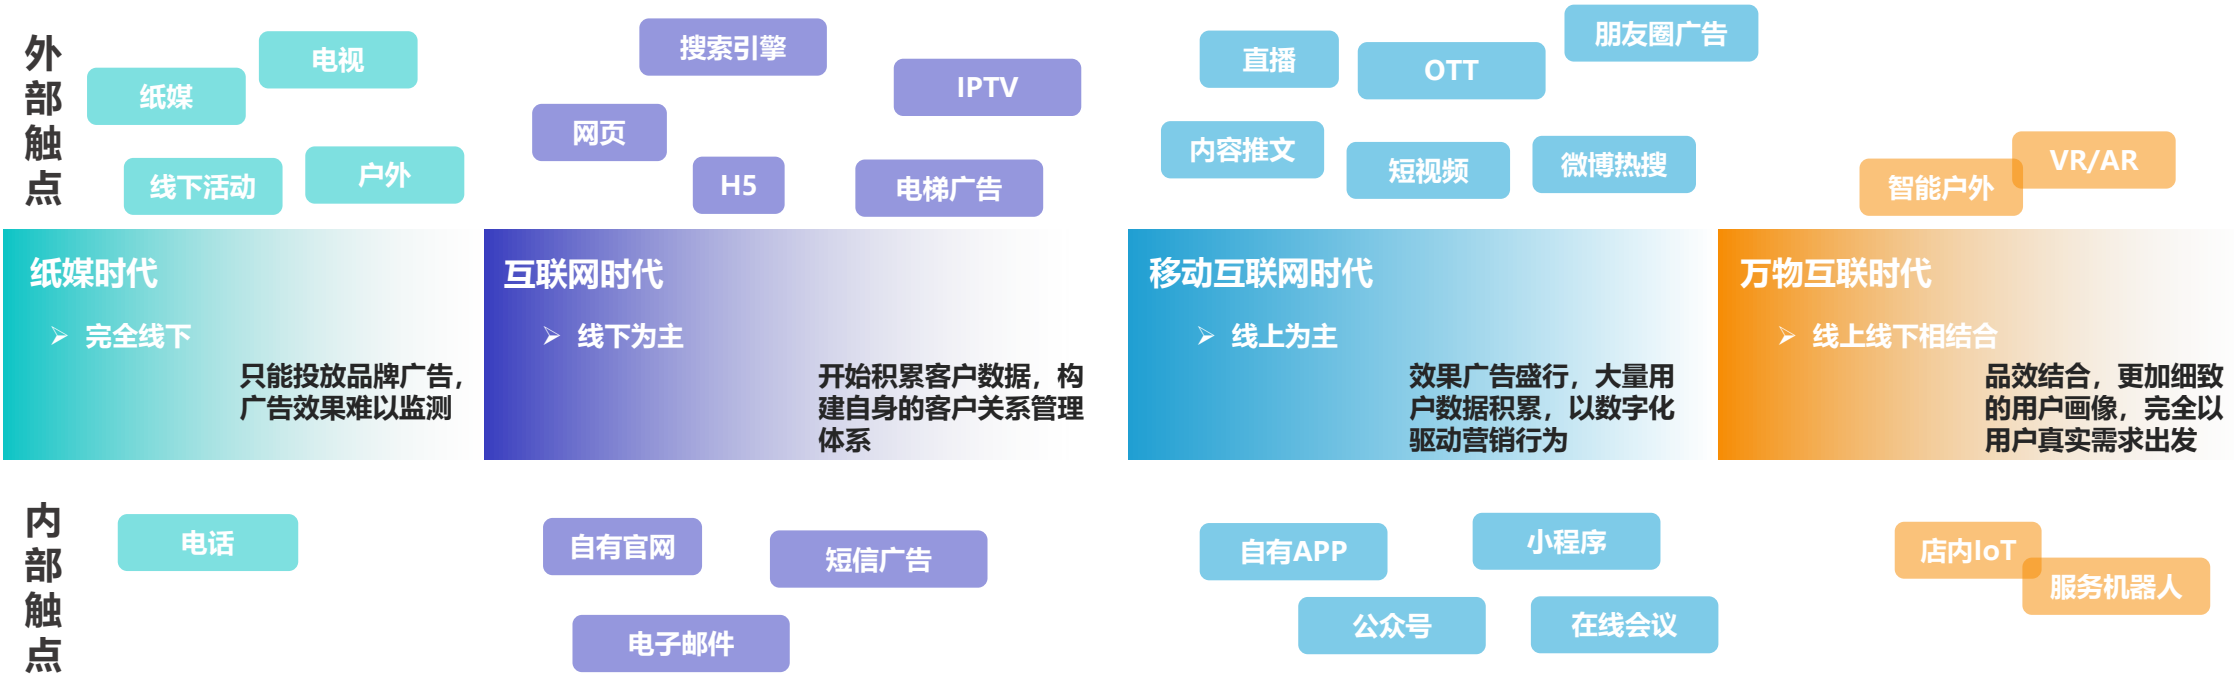 外部触点
纸媒
电视
线下活动
户外
搜索引擎
IPTV
网页
H5
电梯广告
直播
OTT
朋友圈广告
内容推文
短视频
微博热搜
智能户外
VR/AR
纸媒时代
完全线下
只能投放品牌广告，
广告效果难以监测
互联网时代
线下为主
开始积累客户数据，构
建自身的客户关系管理
体系
移动互联网时代
线上为主
效果广告盛行，大量用
户数据积累，以数字化
驱动营销行为
万物互联时代
线上线下相结合
品效结合，更加细致
的用户画像，完全以
用户真实需求出发
内部触点
电话
自有官网
短信广告
电子邮件
自有APP
小程序
公众号
在线会议
店内IoT
服务机器人